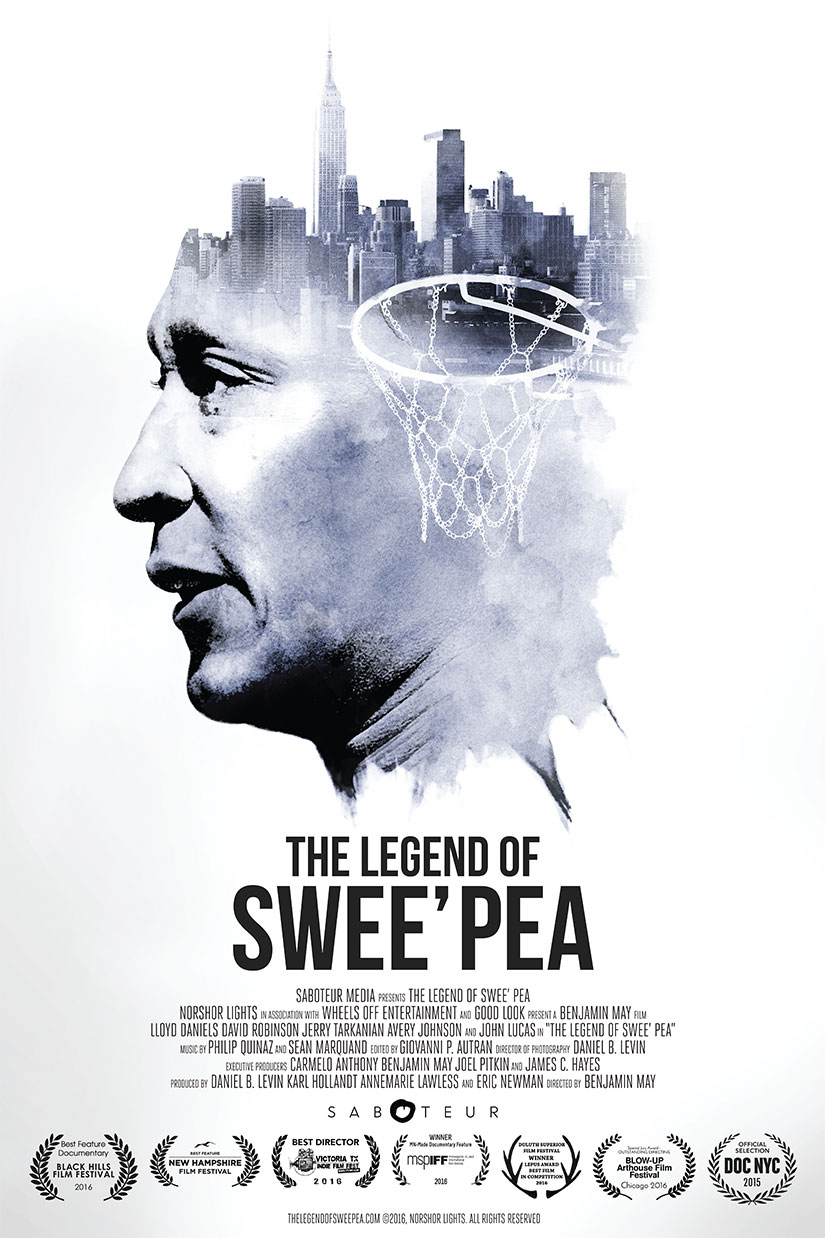 THE LEGEND OF
SWEE' PEA
SABOTEUR MEDIA PRESENTS THE LEGEND OF SWEE' PEA
NORSHOR LIGHTS IN ASSOCIATION WITH WHEELS OFF ENTERTAINMENT AND GOOD LOOK PRESENT A BENJAMIN MAY FILM
LLOYD DANIELS DAVID ROBINSON JERRY TARKANIAN AVERY JOHNSON AND JOHN LUCAS IN "THE LEGEND OF SWEE' PEA"
MUSIC BY PHILIP QUINAZ AND SEAN MARQUAND EDITED BY GIOVANNI P. AUTRAN DIRECTOR OF PHOTOGRAPHY DANIEL B. LEVIN
EXECUTIVE PRODUCERS CARMELO ANTHONY BENJAMIN MAY JOEL PITKIN AND JAMES C. HAYES
PRODUCED BY DANIEL B. LEVIN KARL HOLLANDT ANNEMARIE LAWLESS AND ERIC NEWMAN DIRECTED BY BENJAMIN MAY
SABOTEUR
Best Feature
Documentary
BLACK HILLS
FILM FESTIVAL
2016
BEST FEATURE
NEW HAMPSHIRE
FILM FESTIVAL
BEST DIRECTOR
VICTORIA TX
INDIE FILM FEST
2016
WINNER
MN-Made Documentary Feature
mspIFF
2016
DULUTH SUPERIOR
FILM FESTIVAL
WINNER
LEPUS AWARD
BEST FILM
IN COMPETITION
2016
Special Jury Award
OUTSTANDING DIRECTING
BLOW-UP
Arthouse Film
Festival
Chicago 2016
OFFICIAL
SELECTION
DOC NYC
2015
THELEGENDOFSWEEPEA.COM ©2016, NORSHOR LIGHTS. ALL RIGHTS RESERVED